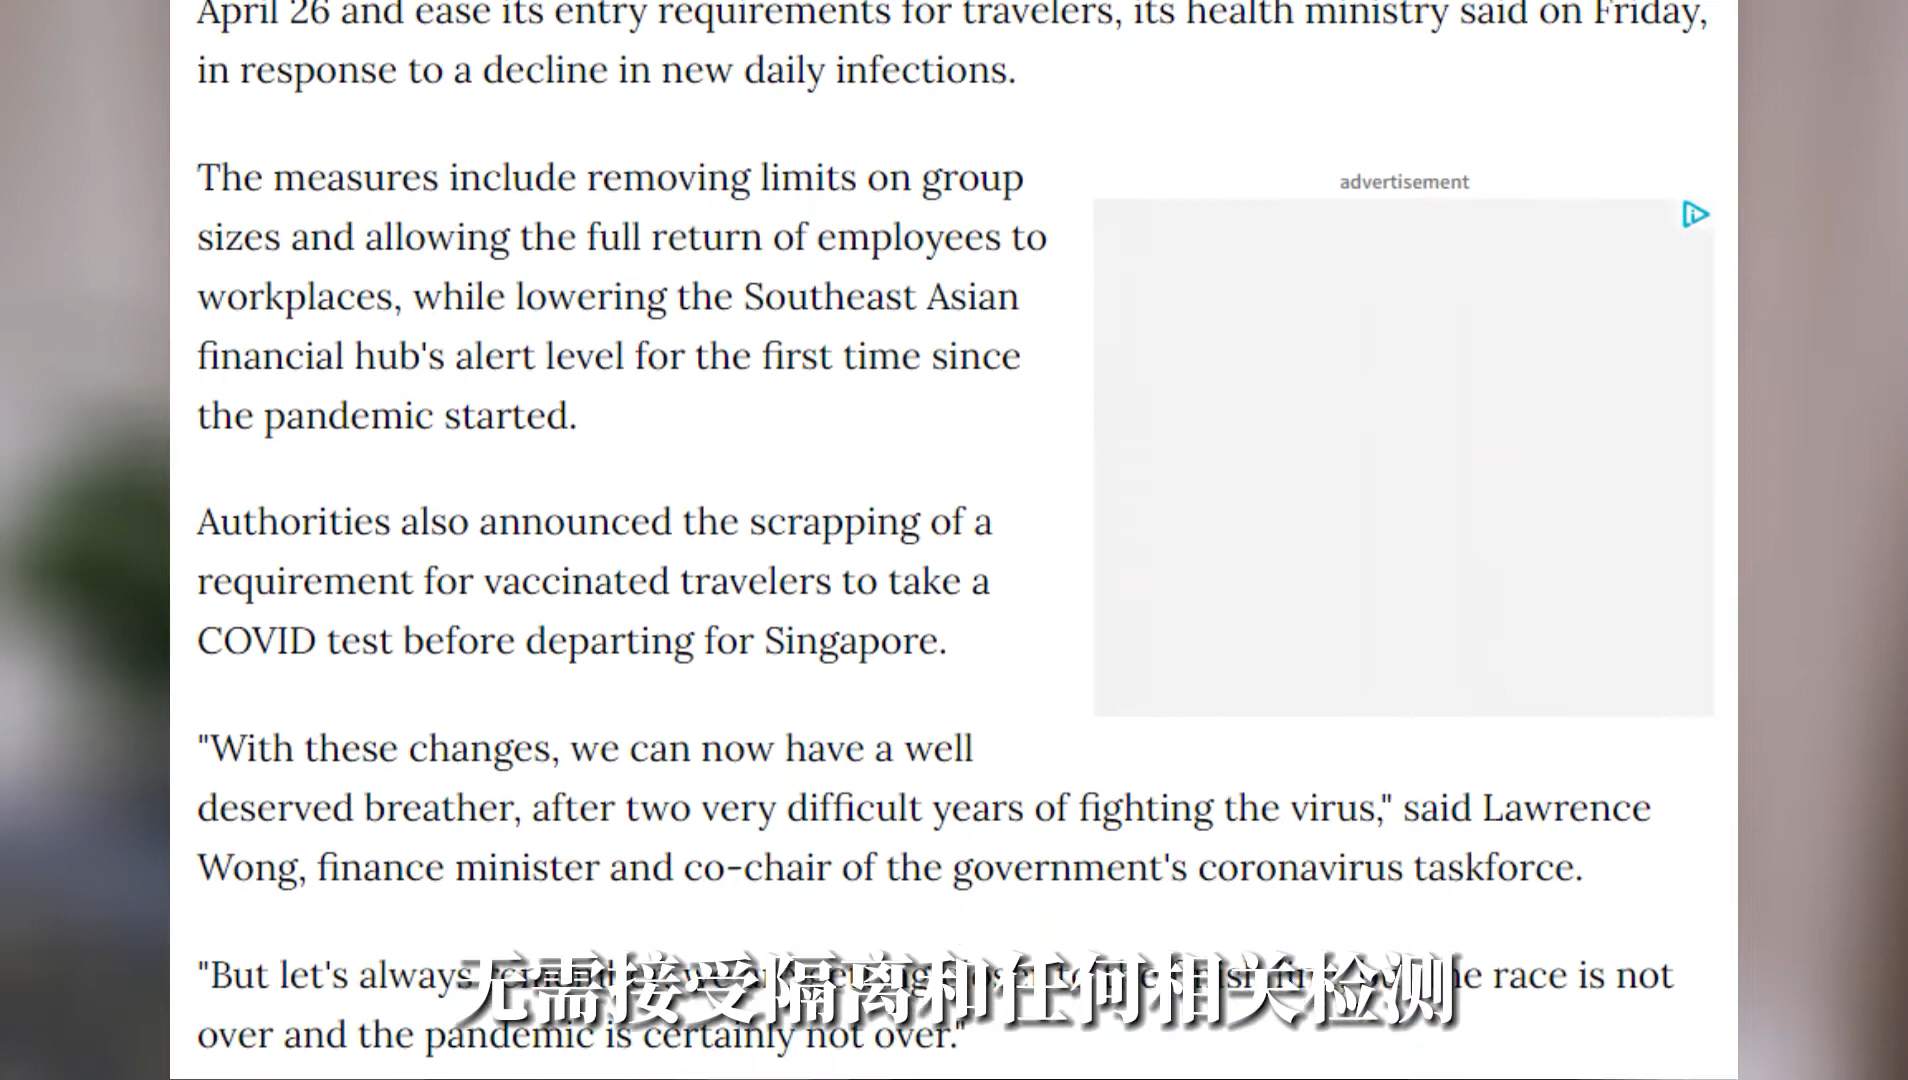 April 26 and ease its entry requirements for travelers, its health ministry said on Friday,
in response to a decline in new daily infections.
The measures include removing limits on group
sizes and allowing the full return of employees to
workplaces, while lowering the Southeast Asian
financial hub's alert level for the first time since
the pandemic started.
advertisement
Authorities also announced the scrapping of a
requirement for vaccinated travelers to take a
COVID test before departing for Singapore.
"With these changes, we can now have a well
deserved breather, after two very difficult years of fighting the virus," said Lawrence
Wong, finance minister and co-chair of the government's coronavirus taskforce.
"But let's always race is not
over and the pandemic is certainly not over."
无需接受隔离和任何相关检测